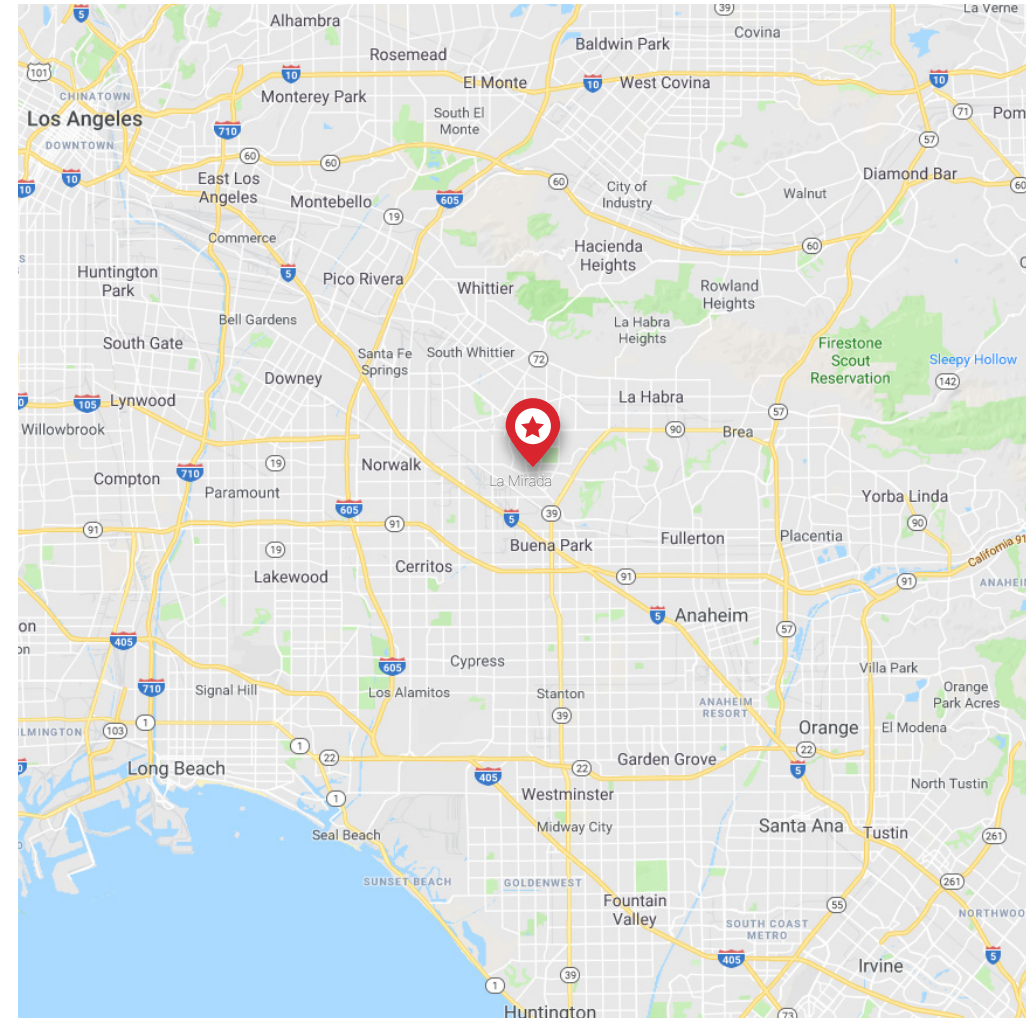 5
39
La Verne
Alhambra
Covina
Rosemead
Baldwin Park
101
10
El Monte
10
West Covina
10
CHINATOWN
Monterey Park
Los Angeles
710
South El
Monte
71
Pom
DOWNTOWN
57
60
60
Diamond Bar
10
10
East Los
Angeles
60
City of
Industry
Walnut
60
Montebello
605
19
Commerce
Hacienda
Heights
60
S
Huntington
Park
5
Pico Rivera
Whittier
Rowland
Heights
Bell Gardens
La Habra
Heights
South Gate
Santa Fe
Springs
South Whittier
72
Firestone
Scout
Reservation
Sleepy Hollow
Downey
142
105
Lynwood
La Habra
57
Willowbrook
90
Brea
Compton
710
19
Norwalk
La Mirada
Paramount
Yorba Linda
605
5
39
91
91
90
19
Buena Park
Fullerton
Placentia
California 91
Lakewood
Cerritos
91
91
ANAHEI
5
Anaheim
on
57
405
on
605
Cypress
Villa Park
710
Signal Hill
Los Alamitos
Stanton
Orange
Park Acres
ANAHEIM
RESORT
39
1
103
LMINGTON
Orange
El Modena
1
22
22
Long Beach
405
22
Garden Grove
5
North Tustin
1
Westminster
Seal Beach
Midway City
Santa Ana
Tustin
261
SUNSET BEACH
GOLDENWEST
261
Fountain
Valley
55
NORTHWOO
SOUTH COAST
METRO
405
5
Irvine
39
1
Huntington
73